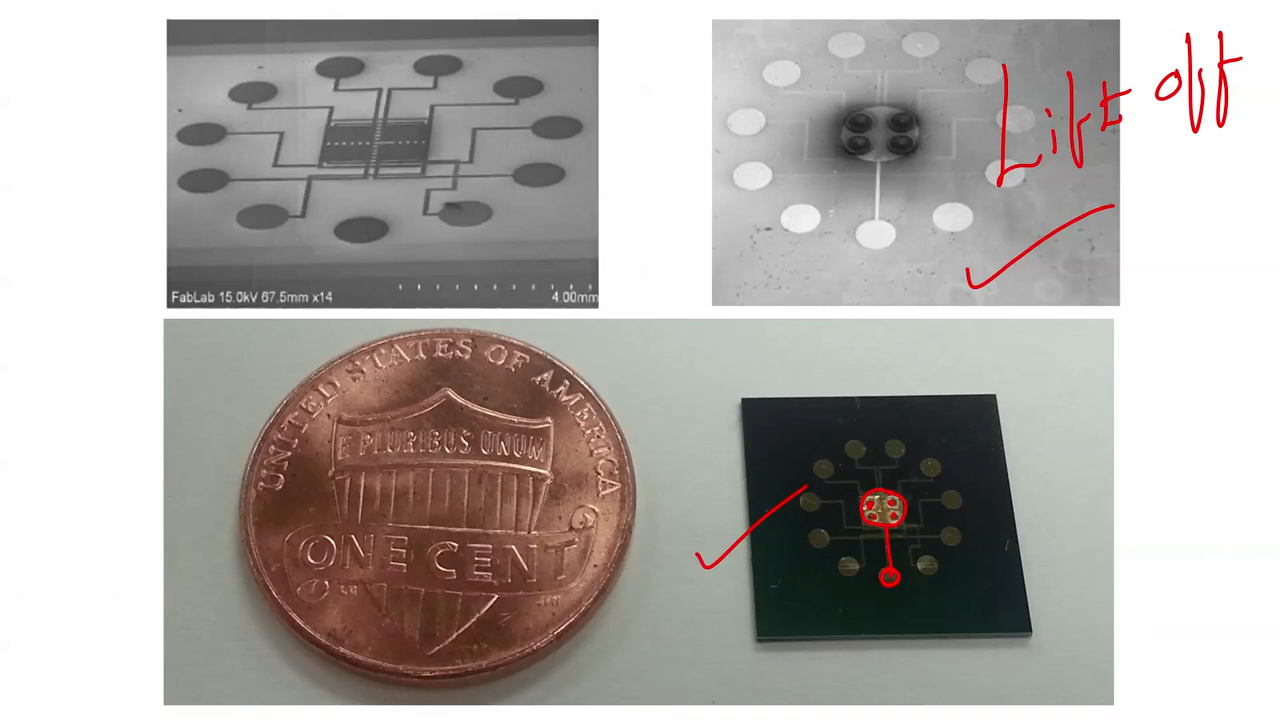 Lift off
FabLab 15.0kV 67.5mm x14
4.00mm
UNITED STATES OF AMERICA
E PLURIBUS UNUM
ONE CENT